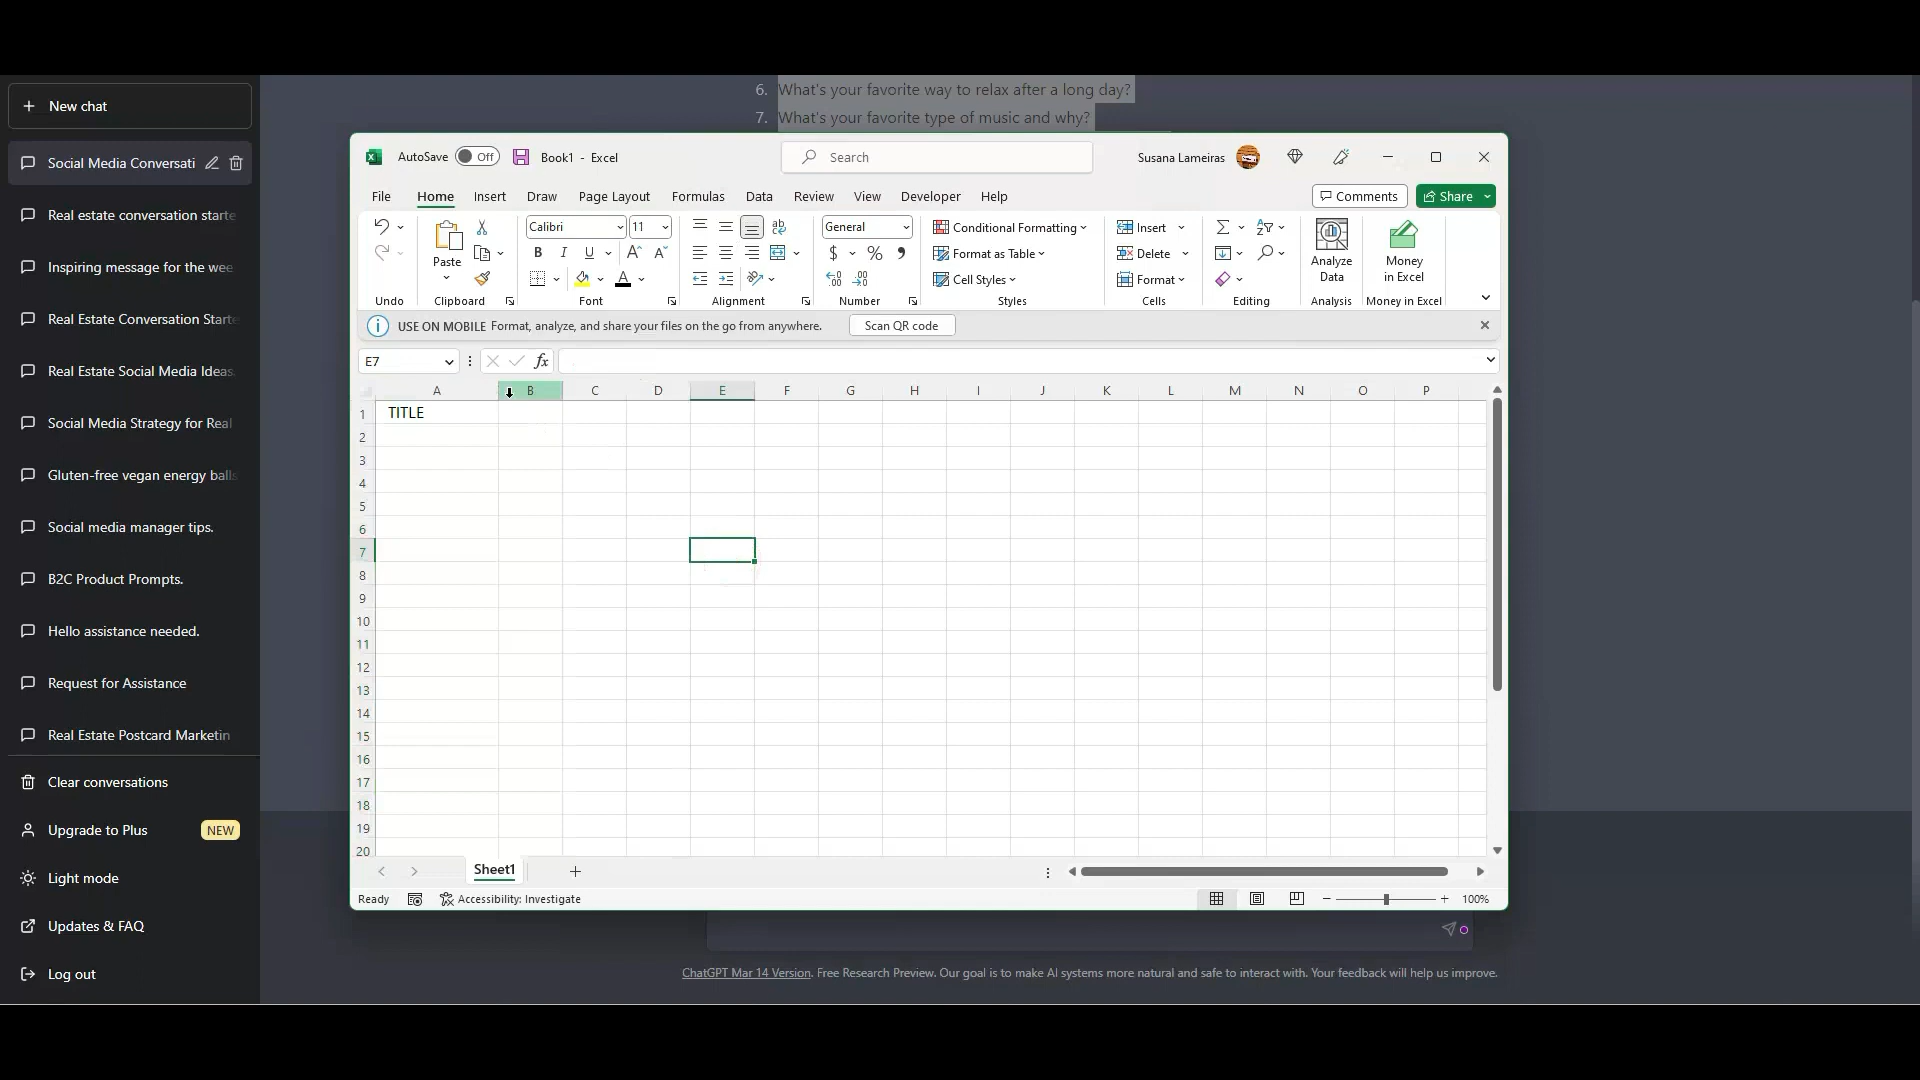 New chat
Social Media Conversati
Real estate conversation starte
Inspiring message for the wee
Real Estate Conversation Starte
Real Estate Social Media Ideas
Social Media Strategy for Real
Gluten-free vegan energy balls
Social media manager tips.
B2C Product Prompts.
Hello assistance needed.
Request for Assistance
Real Estate Postcard Marketin
Clear conversations
Upgrade to Plus NEW
Light mode
Updates & FAQ
Log out
6. What's your favorite way to relax after a long day?
7. What's your favorite type of music and why?
AutoSave Off Book1 - Excel Search Susana Lameiras
File Home Insert Draw Page Layout Formulas Data Review View Developer Help Comments Share
Calibri 11 ab General Conditional Formatting Insert
Paste B I U A A $ % , Format as Table Delete Analyze Data Money in Excel
A Cell Styles Format
Undo Clipboard Font Alignment Number Styles Cells Editing Analysis Money in Excel
USE ON MOBILE Format, analyze, and share your files on the go from anywhere. Scan QR code
E7 fx
A B C D E F G H I J K L M N O P
1 TITLE
2
3
4
5
6
7
8
9
10
11
12
13
14
15
16
17
18
19
20
Sheet1
Ready Accessibility: Investigate 100%
ChatGPT Mar 14 Version. Free Research Preview. Our goal is to make AI systems more natural and safe to interact with. Your feedback will help us improve.